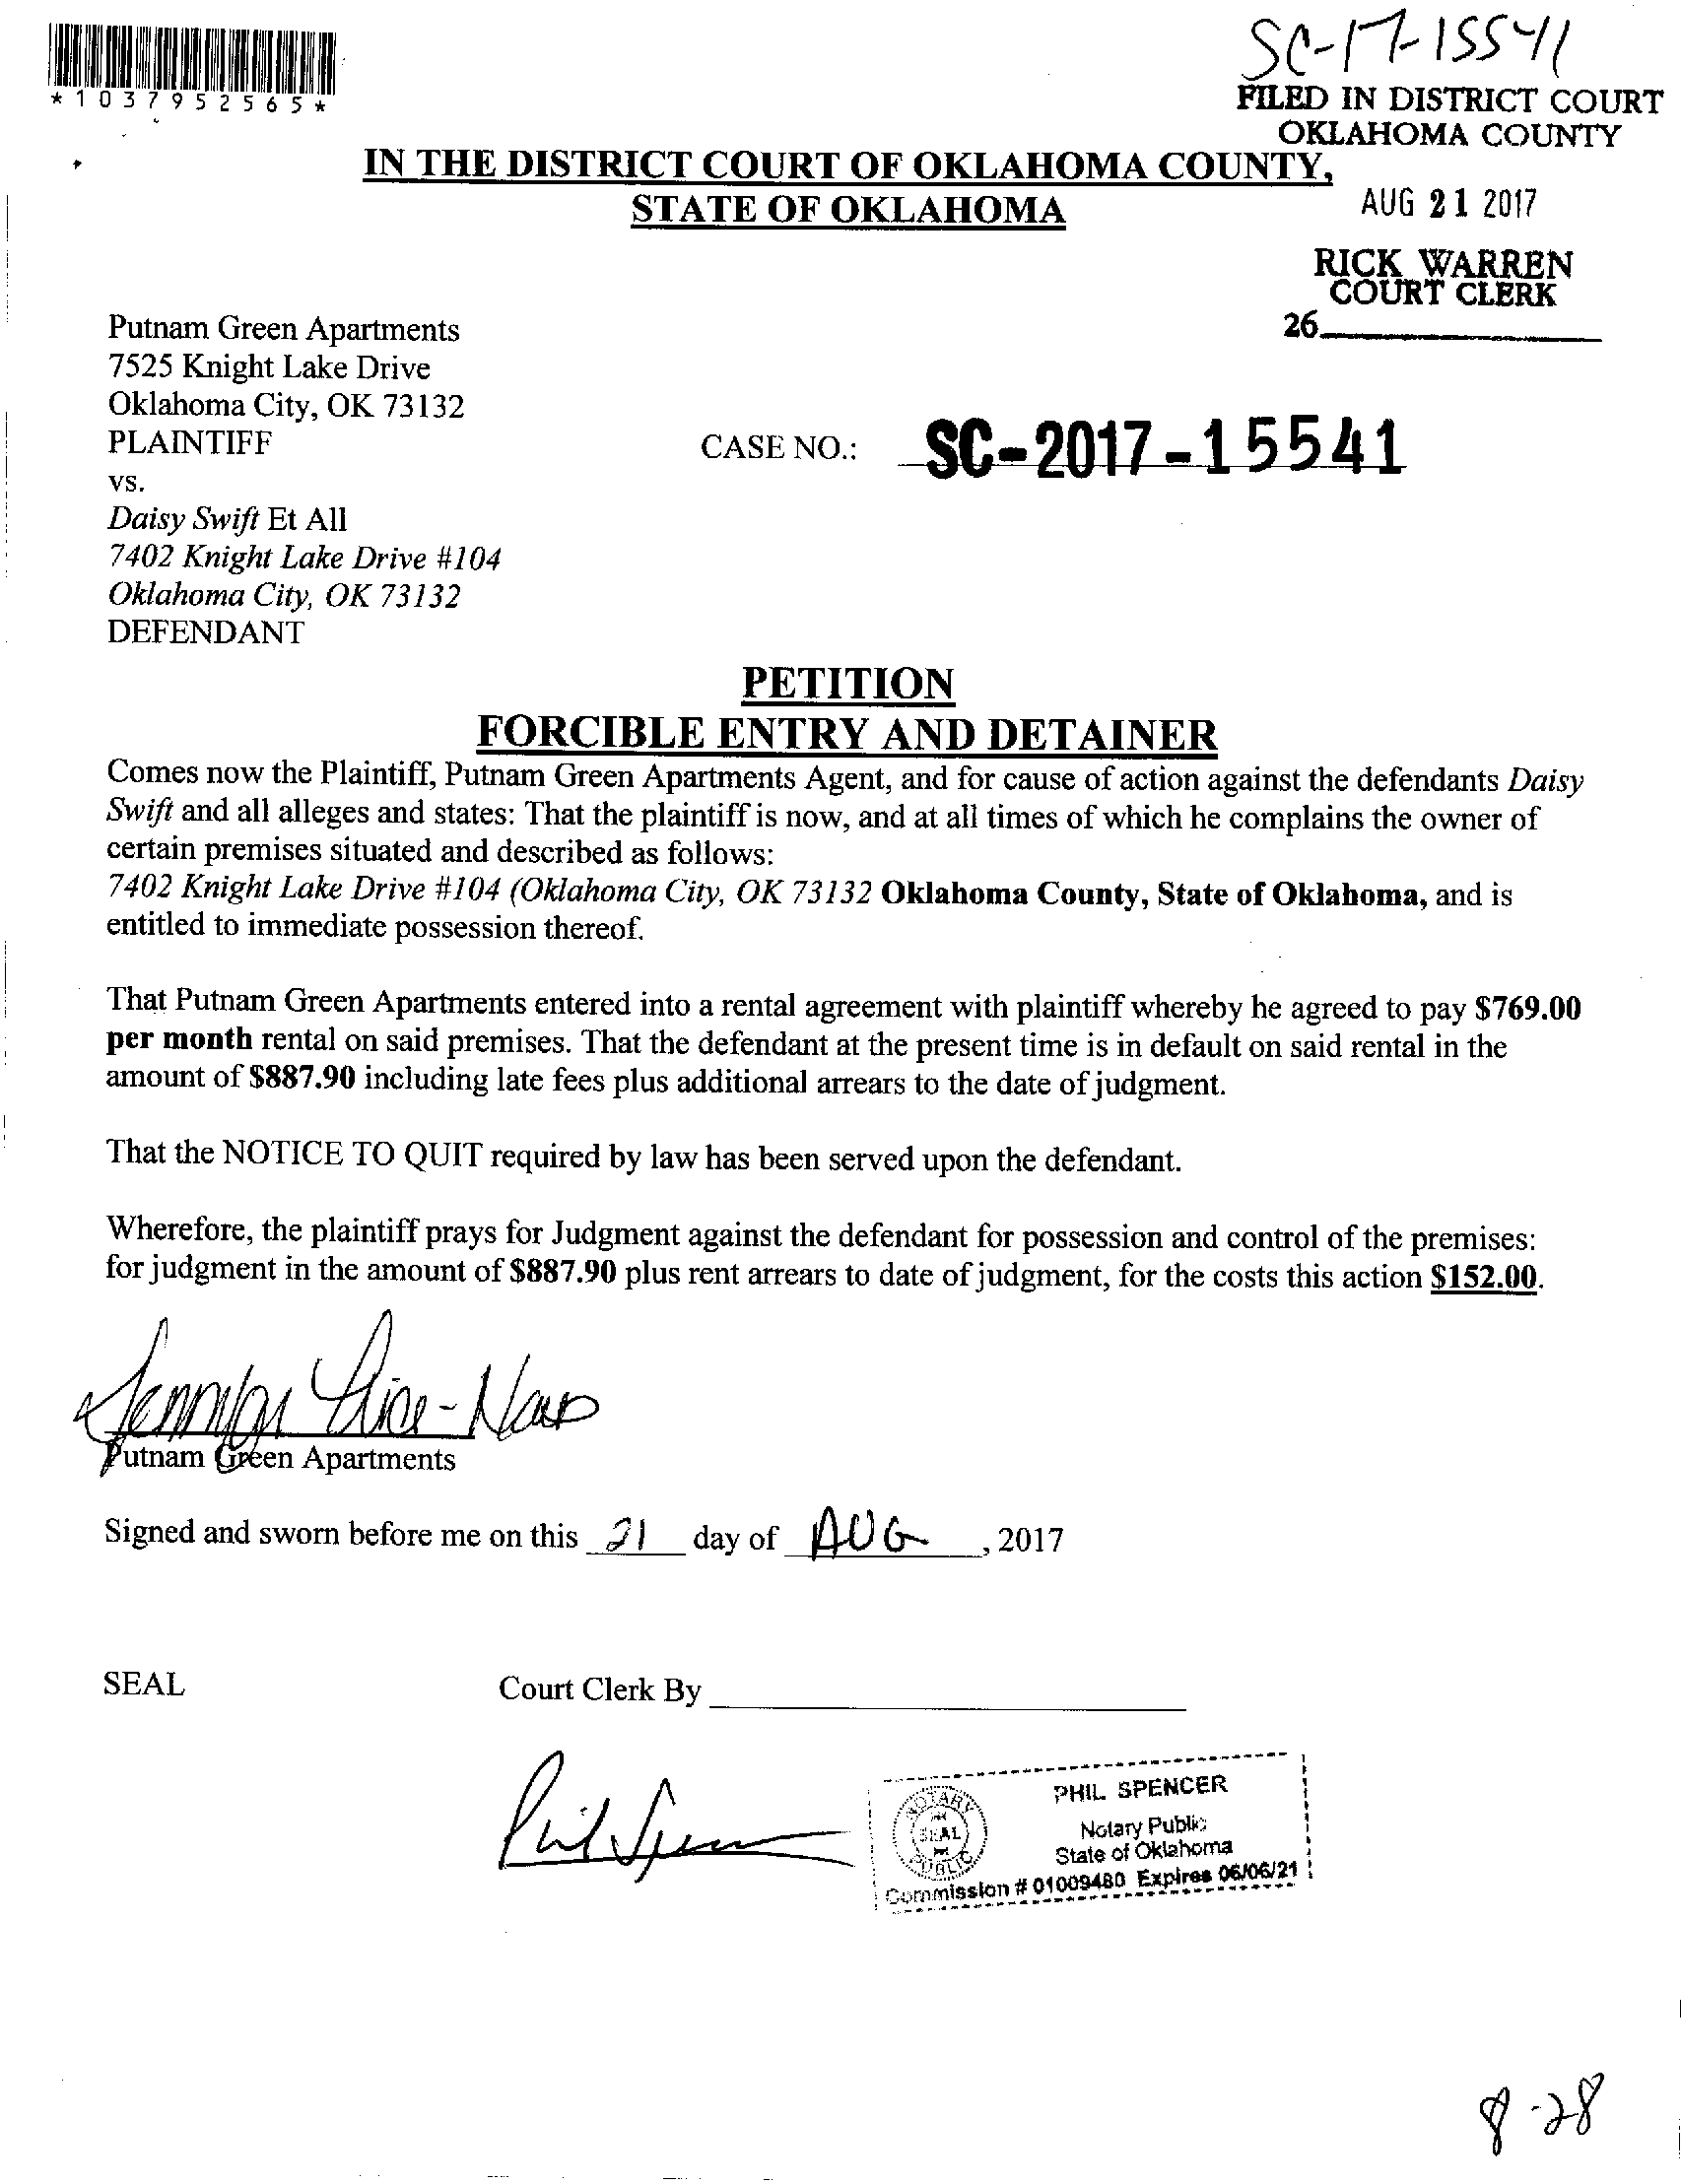 SC-17-15541
*1037952565*
FILED IN DISTRICT COURT
OKLAHOMA COUNTY
IN THE DISTRICT COURT OF OKLAHOMA COUNTY,
STATE OF OKLAHOMA
AUG 21 2017
RICK WARREN
COURT CLERK
26
Putnam Green Apartments
7525 Knight Lake Drive
Oklahoma City, OK 73132
PLAINTIFF
CASE NO.: SC-2017-15541
vs.
Daisy Swift Et All
7402 Knight Lake Drive #104
Oklahoma City, OK 73132
DEFENDANT
PETITION
FORCIBLE ENTRY AND DETAINER
Comes now the Plaintiff, Putnam Green Apartments Agent, and for cause of action against the defendants Daisy
Swift and all alleges and states: That the plaintiff is now, and at all times of which he complains the owner of
certain premises situated and described as follows:
7402 Knight Lake Drive #104 (Oklahoma City, OK 73132 Oklahoma County, State of Oklahoma, and is
entitled to immediate possession thereof.
That Putnam Green Apartments entered into a rental agreement with plaintiff whereby he agreed to pay $769.00
per month rental on said premises. That the defendant at the present time is in default on said rental in the
amount of $887.90 including late fees plus additional arrears to the date of judgment.
That the NOTICE TO QUIT required by law has been served upon the defendant.
Wherefore, the plaintiff prays for Judgment against the defendant for possession and control of the premises:
for judgment in the amount of $887.90 plus rent arrears to date of judgment, for the costs this action $152.00.
Putnam Green Apartments
Signed and sworn before me on this 21 day of AUG, 2017
SEAL
Court Clerk By
Phil Spencer
PHIL SPENCER
NOTARY
SEAL
PUBLIC
Notary Public
State of Oklahoma
Commission # 01009480 Expires 06/06/21
8-28